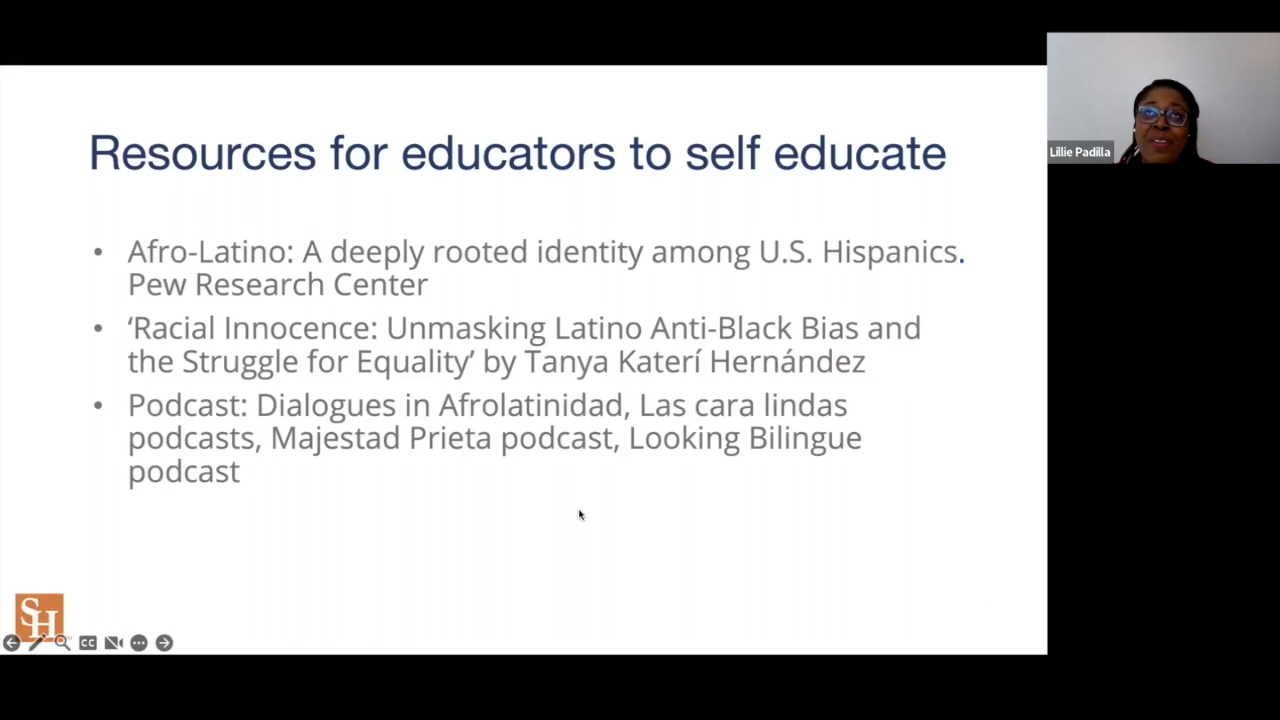 Resources for educators to self educate
• Afro-Latino: A deeply rooted identity among U.S. Hispanics.
Pew Research Center
• ‘Racial Innocence: Unmasking Latino Anti-Black Bias and
the Struggle for Equality’ by Tanya Katerí Hernández
• Podcast: Dialogues in Afrolatinidad, Las cara lindas
podcasts, Majestad Prieta podcast, Looking Bilingue
podcast
Lillie Padilla
SH
CC